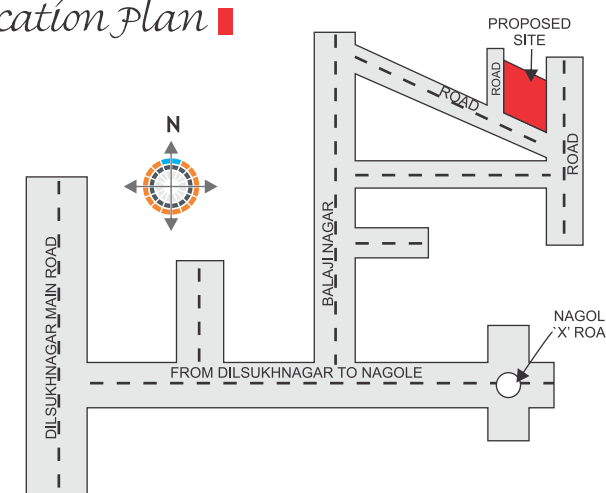 cation Plan
PROPOSED
SITE
ROAD
ROAD
ROAD
N
BALAJI NAGAR
DILSUKHNAGAR MAIN ROAD
FROM DILSUKHNAGAR TO NAGOLE
NAGOL
'X' ROA